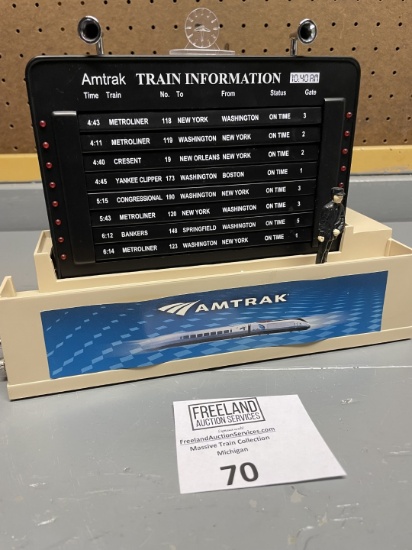 Amtrak TRAIN INFORMATION 10:40 AM
Time Train No. To From Status Gate
4:43 METROLINER 118 NEW YORK WASHINGTON ON TIME 3
4:11 METROLINER 119 WASHINGTON NEW YORK ON TIME 2
4:40 CRESENT 19 NEW ORLEANS NEW YORK ON TIME 2
4:45 YANKEE CLIPPER 173 WASHINGTON BOSTON ON TIME 1
5:15 CONGRESSIONAL 190 WASHINGTON NEW YORK ON TIME 3
5:43 METROLINER 120 NEW YORK WASHINGTON ON TIME 4
6:12 BANKERS 148 SPRINGFIELD WASHINGTON ON TIME 5
6:14 METROLINER 123 WASHINGTON NEW YORK ON TIME 1
AMTRAK
FREELAND
AUCTION SERVICES
FreelandAuctionServices.com
Massive Train Collection
Michigan
70